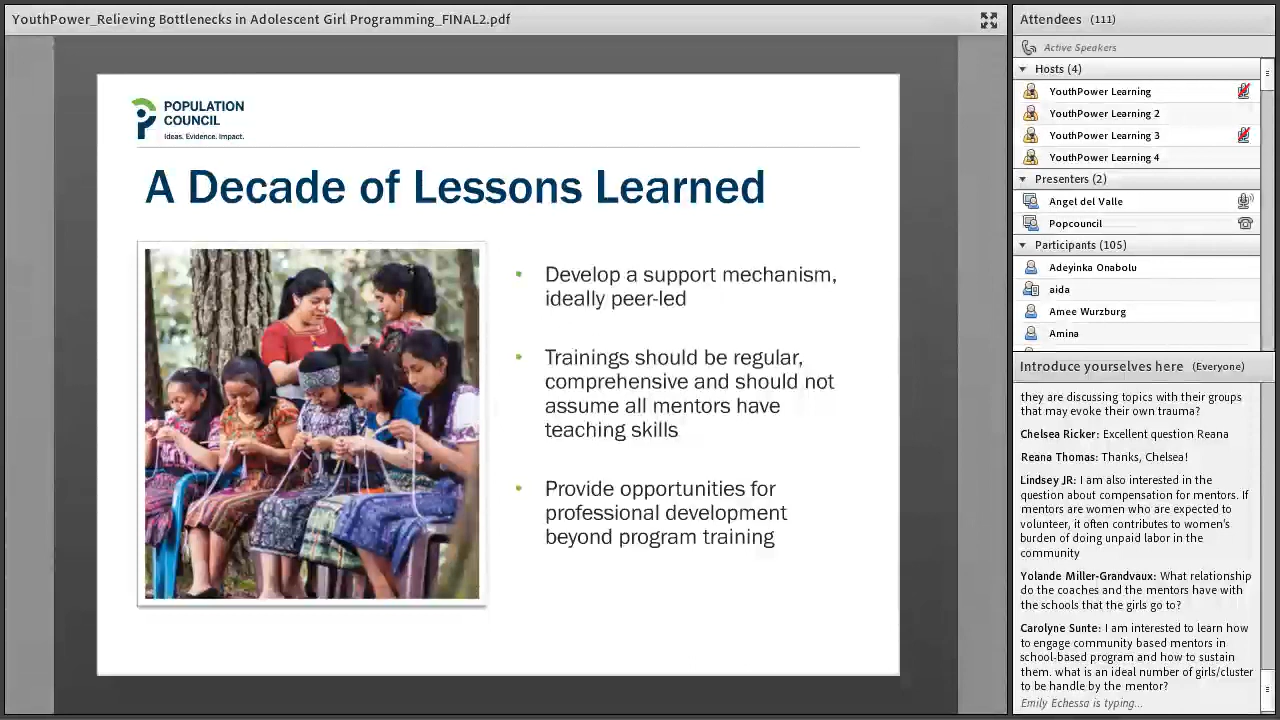 YouthPower_Relieving Bottlenecks in Adolescent Girl Programming_FINAL2.pdf
POPULATION
COUNCIL
Ideas. Evidence. Impact.
A Decade of Lessons Learned
• Develop a support mechanism,
ideally peer-led
• Trainings should be regular,
comprehensive and should not
assume all mentors have
teaching skills
• Provide opportunities for
professional development
beyond program training
Attendees (111)
Active Speakers
Hosts (4)
YouthPower Learning
YouthPower Learning 2
YouthPower Learning 3
YouthPower Learning 4
Presenters (2)
Angel del Valle
Popcouncil
Participants (105)
Adeyinka Onabolu
aida
Amee Wurzburg
Amina
Introduce yourselves here (Everyone)
they are discussing topics with their groups
that may evoke their own trauma?
Chelsea Ricker: Excellent question Reana
Reana Thomas: Thanks, Chelsea!
Lindsey JR: I am also interested in the
question about compensation for mentors. If
mentors are women who are expected to
volunteer, it often contributes to women's
burden of doing unpaid labor in the
community
Yolande Miller-Grandvaux: What relationship
do the coaches and the mentors have with
the schools that the girls go to?
Carolyne Sunte: I am interested to learn how
to engage community based mentors in
school-based program and how to sustain
them. what is an ideal number of girls/cluster
to be handle by the mentor?
Emily Echessa is typing...